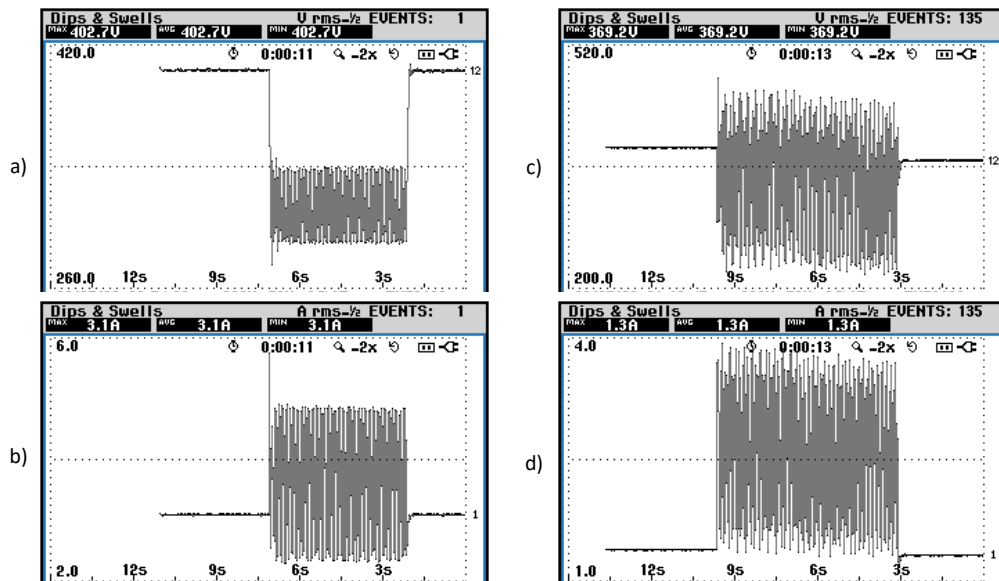 a)
Dips & Swells V rms-½ EVENTS: 1
MAX 402.7V AVG 402.7V MIN 402.7V
420.0 0:00:11 -2x
12
260.0 12s 9s 6s 3s
b)
Dips & Swells A rms-½ EVENTS: 1
MAX 3.1A AVG 3.1A MIN 3.1A
6.0 0:00:11 -2x
1
2.0 12s 9s 6s 3s
c)
Dips & Swells V rms-½ EVENTS: 135
MAX 369.2V AVG 369.2V MIN 369.2V
520.0 0:00:13 -2x
12
200.0 12s 9s 6s 3s
d)
Dips & Swells A rms-½ EVENTS: 135
MAX 1.3A AVG 1.3A MIN 1.3A
4.0 0:00:13 -2x
1
1.0 12s 9s 6s 3s